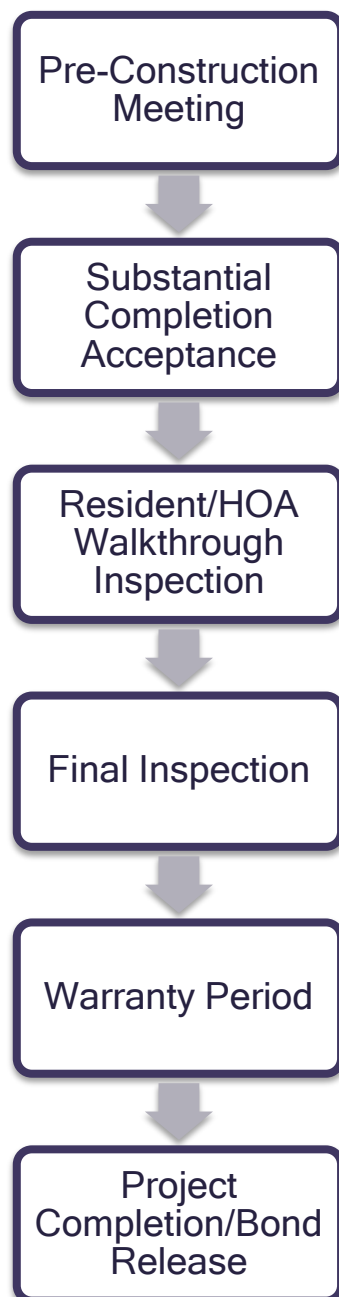 Pre-Construction
Meeting
Substantial
Completion
Acceptance
Resident/HOA
Walkthrough
Inspection
Final Inspection
Warranty Period
Project
Completion/Bond
Release